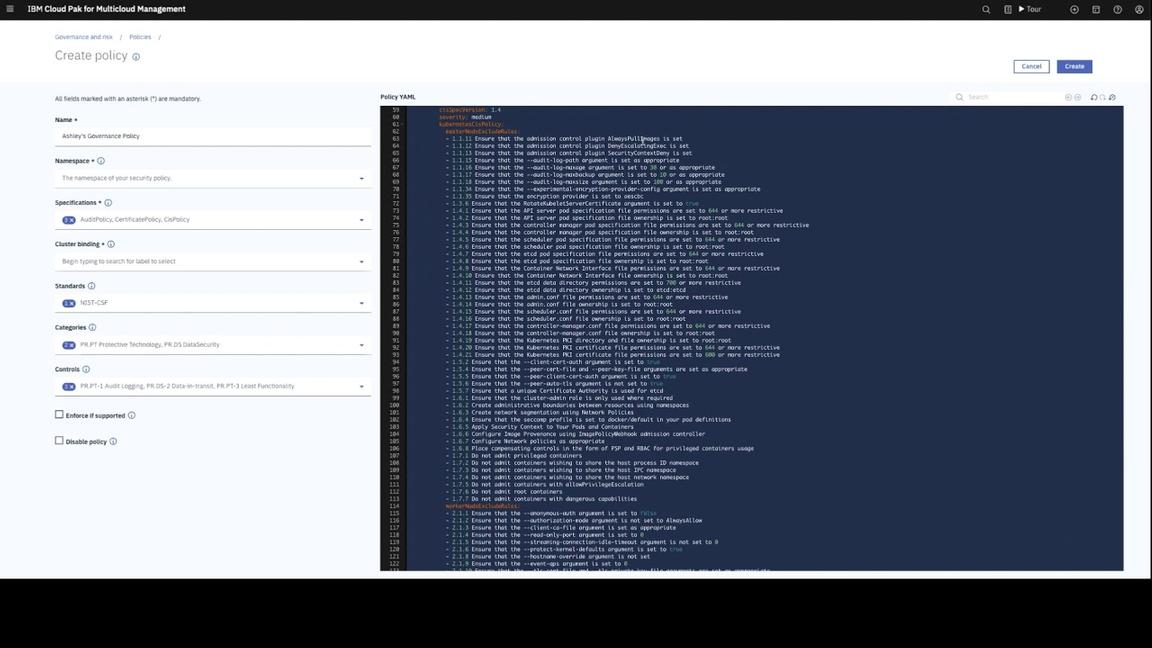 IBM Cloud Pak for Multicloud Management
Tour
Governance and risk / Policies /
Create policy
Cancel
Create
All fields marked with an asterisk (*) are mandatory.
Name *
Ashley's Governance Policy
Namespace *
The namespace of your security policy.
Specifications *
3 × AuditPolicy, CertificatePolicy, CisPolicy
Cluster binding *
Begin typing to search for label to select
Standards
1 × NIST-CSF
Categories
2 × PR.PT Protective Technology, PR.DS DataSecurity
Controls
3 × PR.PT-1 Audit Logging, PR.DS-2 Data-in-transit, PR.PT-3 Least Functionality
Enforce if supported
Disable policy
Policy YAML
Search
59 cisSpecVersion: 1.4
60 severity: medium
61 kubernetesCisPolicy:
62 masterNodeExcludeRules:
63 - 1.1.11 Ensure that the admission control plugin AlwaysPullImages is set
64 - 1.1.12 Ensure that the admission control plugin DenyEscalatingExec is set
65 - 1.1.13 Ensure that the admission control plugin SecurityContextDeny is set
66 - 1.1.15 Ensure that the --audit-log-path argument is set as appropriate
67 - 1.1.16 Ensure that the --audit-log-maxage argument is set to 30 or as appropriate
68 - 1.1.17 Ensure that the --audit-log-maxbackup argument is set to 10 or as appropriate
69 - 1.1.18 Ensure that the --audit-log-maxsize argument is set to 100 or as appropriate
70 - 1.1.34 Ensure that the --experimental-encryption-provider-config argument is set as appropriate
71 - 1.1.35 Ensure that the encryption provider is set to aescbc
72 - 1.3.6 Ensure that the RotateKubeletServerCertificate argument is set to true
73 - 1.4.1 Ensure that the API server pod specification file permissions are set to 644 or more restrictive
74 - 1.4.2 Ensure that the API server pod specification file ownership is set to root:root
75 - 1.4.3 Ensure that the controller manager pod specification file permissions are set to 644 or more restrictive
76 - 1.4.4 Ensure that the controller manager pod specification file ownership is set to root:root
77 - 1.4.5 Ensure that the scheduler pod specification file permissions are set to 644 or more restrictive
78 - 1.4.6 Ensure that the scheduler pod specification file ownership is set to root:root
79 - 1.4.7 Ensure that the etcd pod specification file permissions are set to 644 or more restrictive
80 - 1.4.8 Ensure that the etcd pod specification file ownership is set to root:root
81 - 1.4.9 Ensure that the Container Network Interface file permissions are set to 644 or more restrictive
82 - 1.4.10 Ensure that the Container Network Interface file ownership is set to root:root
83 - 1.4.11 Ensure that the etcd data directory permissions are set to 700 or more restrictive
84 - 1.4.12 Ensure that the etcd data directory ownership is set to etcd:etcd
85 - 1.4.13 Ensure that the admin.conf file permissions are set to 644 or more restrictive
86 - 1.4.14 Ensure that the admin.conf file ownership is set to root:root
87 - 1.4.15 Ensure that the scheduler.conf file permissions are set to 644 or more restrictive
88 - 1.4.16 Ensure that the scheduler.conf file ownership is set to root:root
89 - 1.4.17 Ensure that the controller-manager.conf file permissions are set to 644 or more restrictive
90 - 1.4.18 Ensure that the controller-manager.conf file ownership is set to root:root
91 - 1.4.19 Ensure that the Kubernetes PKI directory and file ownership is set to root:root
92 - 1.4.20 Ensure that the Kubernetes PKI certificate file permissions are set to 644 or more restrictive
93 - 1.4.21 Ensure that the Kubernetes PKI certificate file permissions are set to 600 or more restrictive
94 - 1.5.2 Ensure that the --client-cert-auth argument is set to true
95 - 1.5.4 Ensure that the --peer-cert-file and --peer-key-file arguments are set as appropriate
96 - 1.5.5 Ensure that the --peer-client-cert-auth argument is set to true
97 - 1.5.6 Ensure that the --peer-auto-tls argument is not set to true
98 - 1.5.7 Ensure that a unique Certificate Authority is used for etcd
99 - 1.6.1 Ensure that the cluster-admin role is only used where required
100 - 1.6.2 Create administrative boundaries between resources using namespaces
101 - 1.6.3 Create network segmentation using Network Policies
102 - 1.6.4 Ensure that the seccomp profile is set to docker/default in your pod definitions
103 - 1.6.5 Apply Security Context to Your Pods and Containers
104 - 1.6.6 Configure Image Provenance using ImagePolicyWebhook admission controller
105 - 1.6.7 Configure Network policies as appropriate
106 - 1.6.8 Place compensating controls in the form of PSP and RBAC for privileged containers usage
107 - 1.7.1 Do not admit privileged containers
108 - 1.7.2 Do not admit containers wishing to share the host process ID namespace
109 - 1.7.3 Do not admit containers wishing to share the host IPC namespace
110 - 1.7.4 Do not admit containers wishing to share the host network namespace
111 - 1.7.5 Do not admit containers with allowPrivilegeEscalation
112 - 1.7.6 Do not admit root containers
113 - 1.7.7 Do not admit containers with dangerous capabilities
114 workerNodeExcludeRules:
115 - 2.1.1 Ensure that the --anonymous-auth argument is set to false
116 - 2.1.2 Ensure that the --authorization-mode argument is not set to AlwaysAllow
117 - 2.1.3 Ensure that the --client-ca-file argument is set as appropriate
118 - 2.1.4 Ensure that the --read-only-port argument is set to 0
119 - 2.1.5 Ensure that the --streaming-connection-idle-timeout argument is not set to 0
120 - 2.1.6 Ensure that the --protect-kernel-defaults argument is set to true
121 - 2.1.8 Ensure that the --hostname-override argument is not set
122 - 2.1.9 Ensure that the --event-qps argument is set to 0